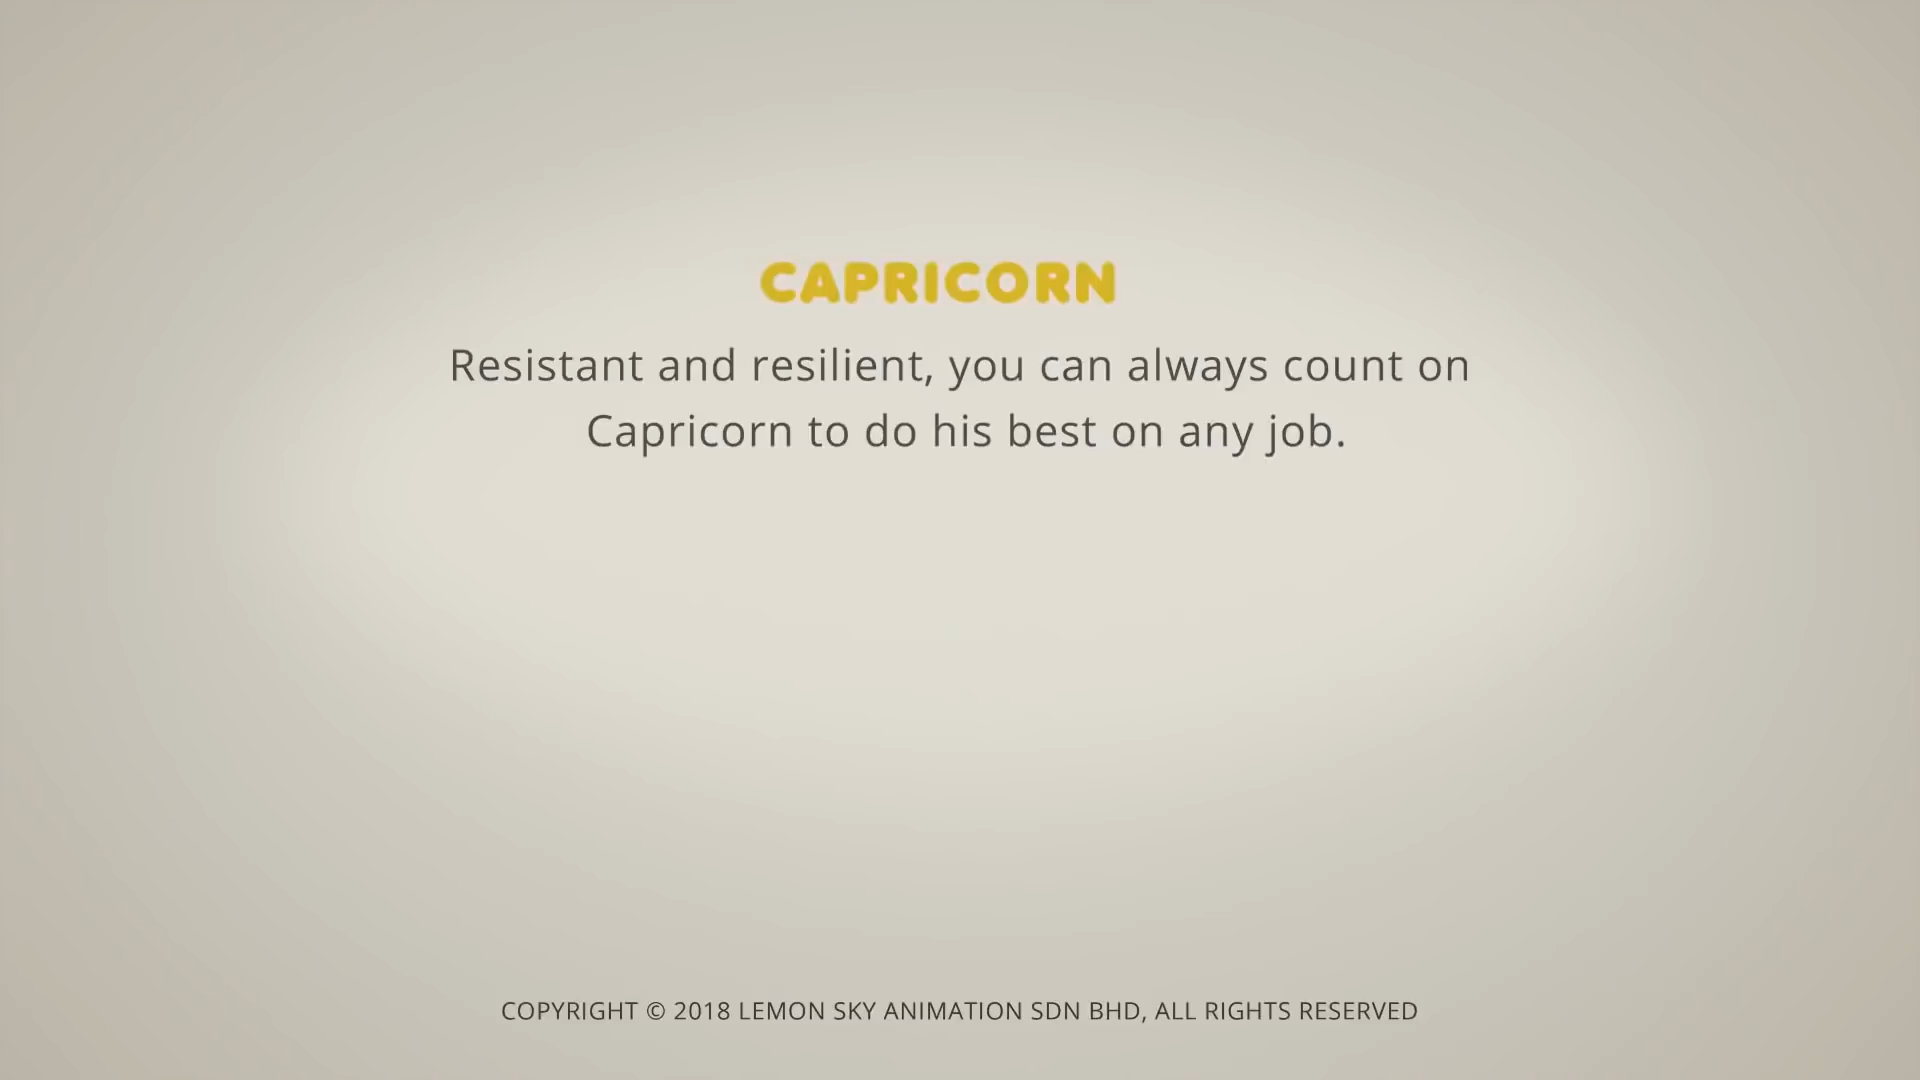 CAPRICORN
Resistant and resilient, you can always count on
Capricorn to do his best on any job.
COPYRIGHT © 2018 LEMON SKY ANIMATION SDN BHD, ALL RIGHTS RESERVED